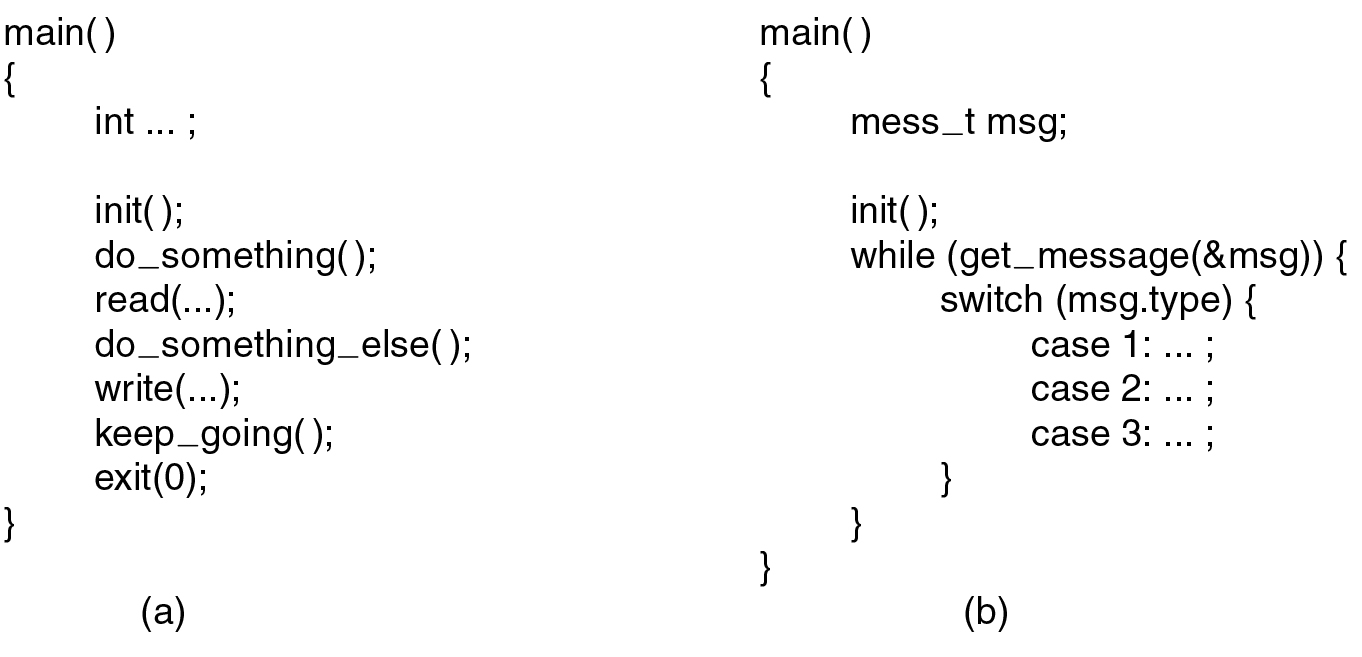 main( )
{
int ... ;
init( );
do_something( );
read(...);
do_something_else( );
write(...);
keep_going( );
exit(0);
}
(a)
main( )
{
mess_t msg;
init( );
while (get_message(&msg)) {
switch (msg.type) {
case 1: ... ;
case 2: ... ;
case 3: ... ;
}
}
}
(b)